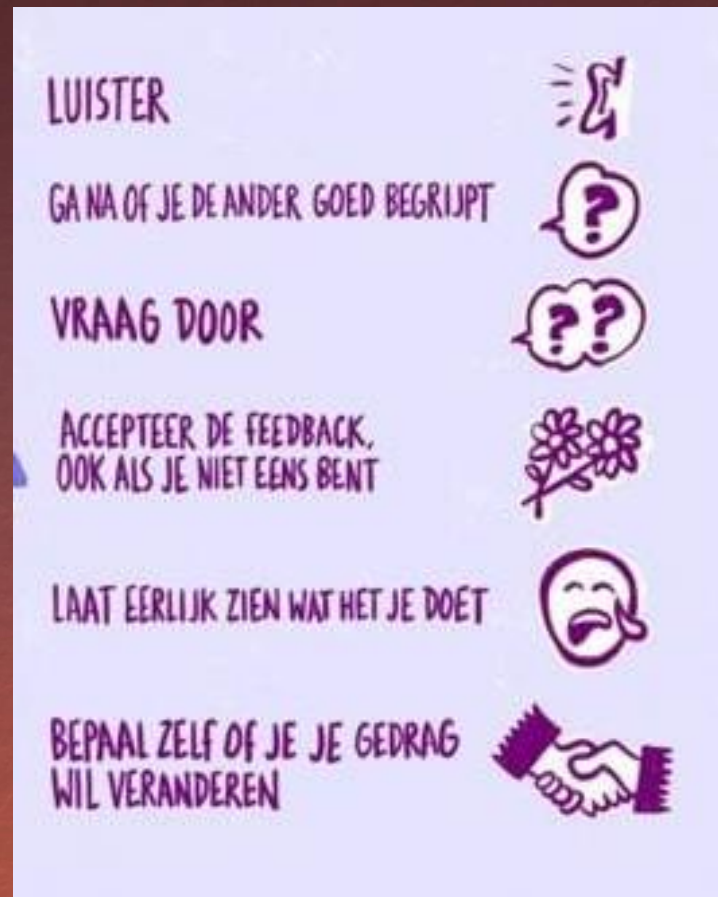 LUISTER
GA NA OF JE DE ANDER GOED BEGRIJPT
?
VRAAG DOOR
??
ACCEPTEER DE FEEDBACK,
OOK ALS JE NIET EENS BENT
LAAT EERLIJK ZIEN WAT HET JE DOET
BEPAAL ZELF OF JE JE GEDRAG
WIL VERANDEREN